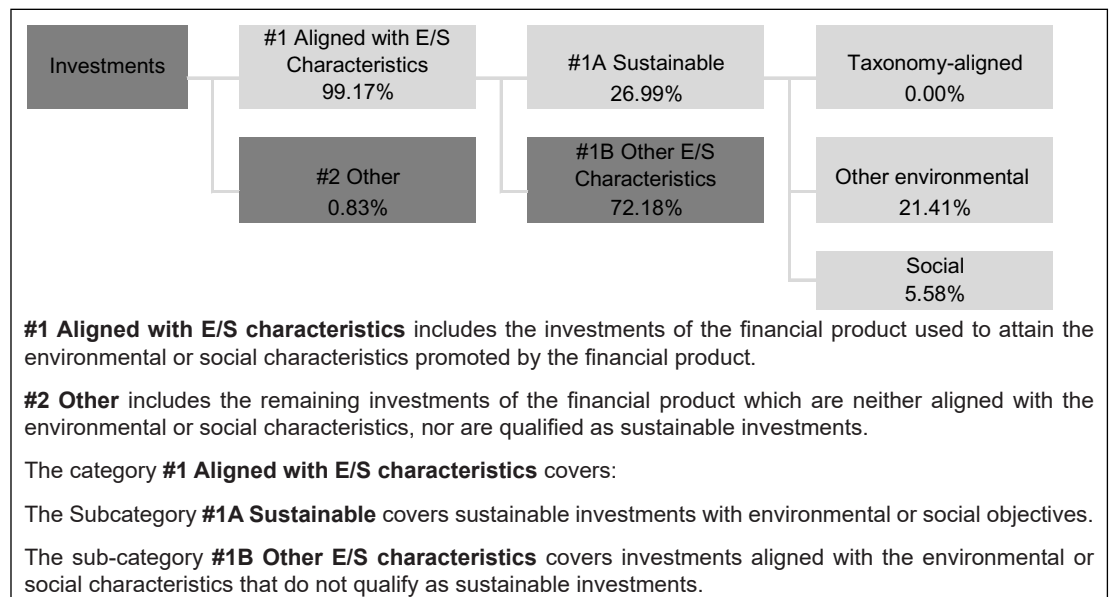 Investments
#1 Aligned with E/S
Characteristics
99.17%
#1A Sustainable
26.99%
Taxonomy-aligned
0.00%
#2 Other
0.83%
#1B Other E/S
Characteristics
72.18%
Other environmental
21.41%
Social
5.58%
#1 Aligned with E/S characteristics includes the investments of the financial product used to attain the
environmental or social characteristics promoted by the financial product.
#2 Other includes the remaining investments of the financial product which are neither aligned with the
environmental or social characteristics, nor are qualified as sustainable investments.
The category #1 Aligned with E/S characteristics covers:
The Subcategory #1A Sustainable covers sustainable investments with environmental or social objectives.
The sub-category #1B Other E/S characteristics covers investments aligned with the environmental or
social characteristics that do not qualify as sustainable investments.